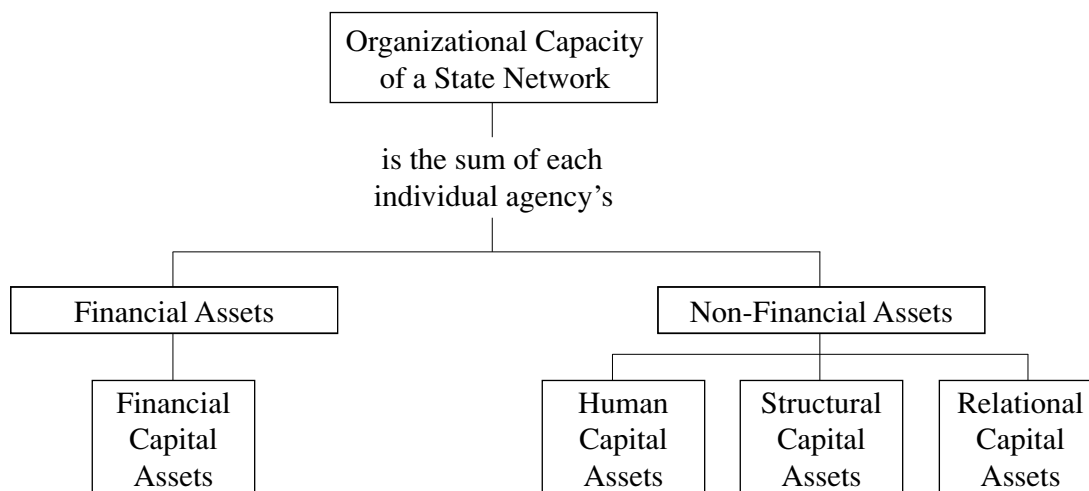 Organizational Capacity
of a State Network
is the sum of each
individual agency's
Financial Assets
Non-Financial Assets
Financial
Capital
Assets
Human
Capital
Assets
Structural
Capital
Assets
Relational
Capital
Assets